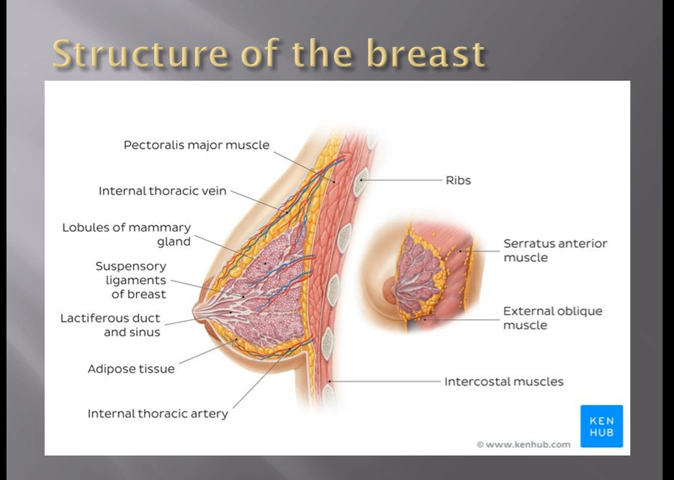 Structure of the breast
Pectoralis major muscle
Internal thoracic vein
Lobules of mammary
gland
Suspensory
ligaments
of breast
Lactiferous duct
and sinus
Adipose tissue
Internal thoracic artery
Ribs
Serratus anterior
muscle
External oblique
muscle
Intercostal muscles
KEN
HUB
© www.kenhub.com